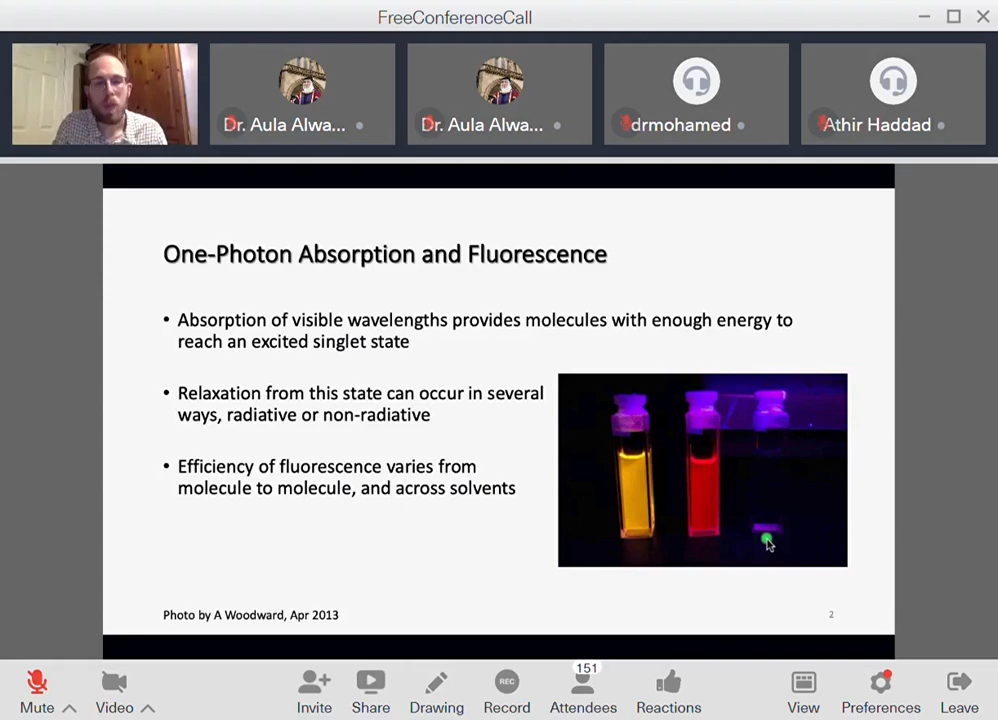 FreeConferenceCall
Dr. Aula Alwa...
Dr. Aula Alwa...
drmohamed
Athir Haddad
One-Photon Absorption and Fluorescence
• Absorption of visible wavelengths provides molecules with enough energy to
reach an excited singlet state
• Relaxation from this state can occur in several
ways, radiative or non-radiative
• Efficiency of fluorescence varies from
molecule to molecule, and across solvents
Photo by A Woodward, Apr 2013
2
151
REC
Mute
Video
Invite
Share
Drawing
Record
Attendees
Reactions
View
Preferences
Leave